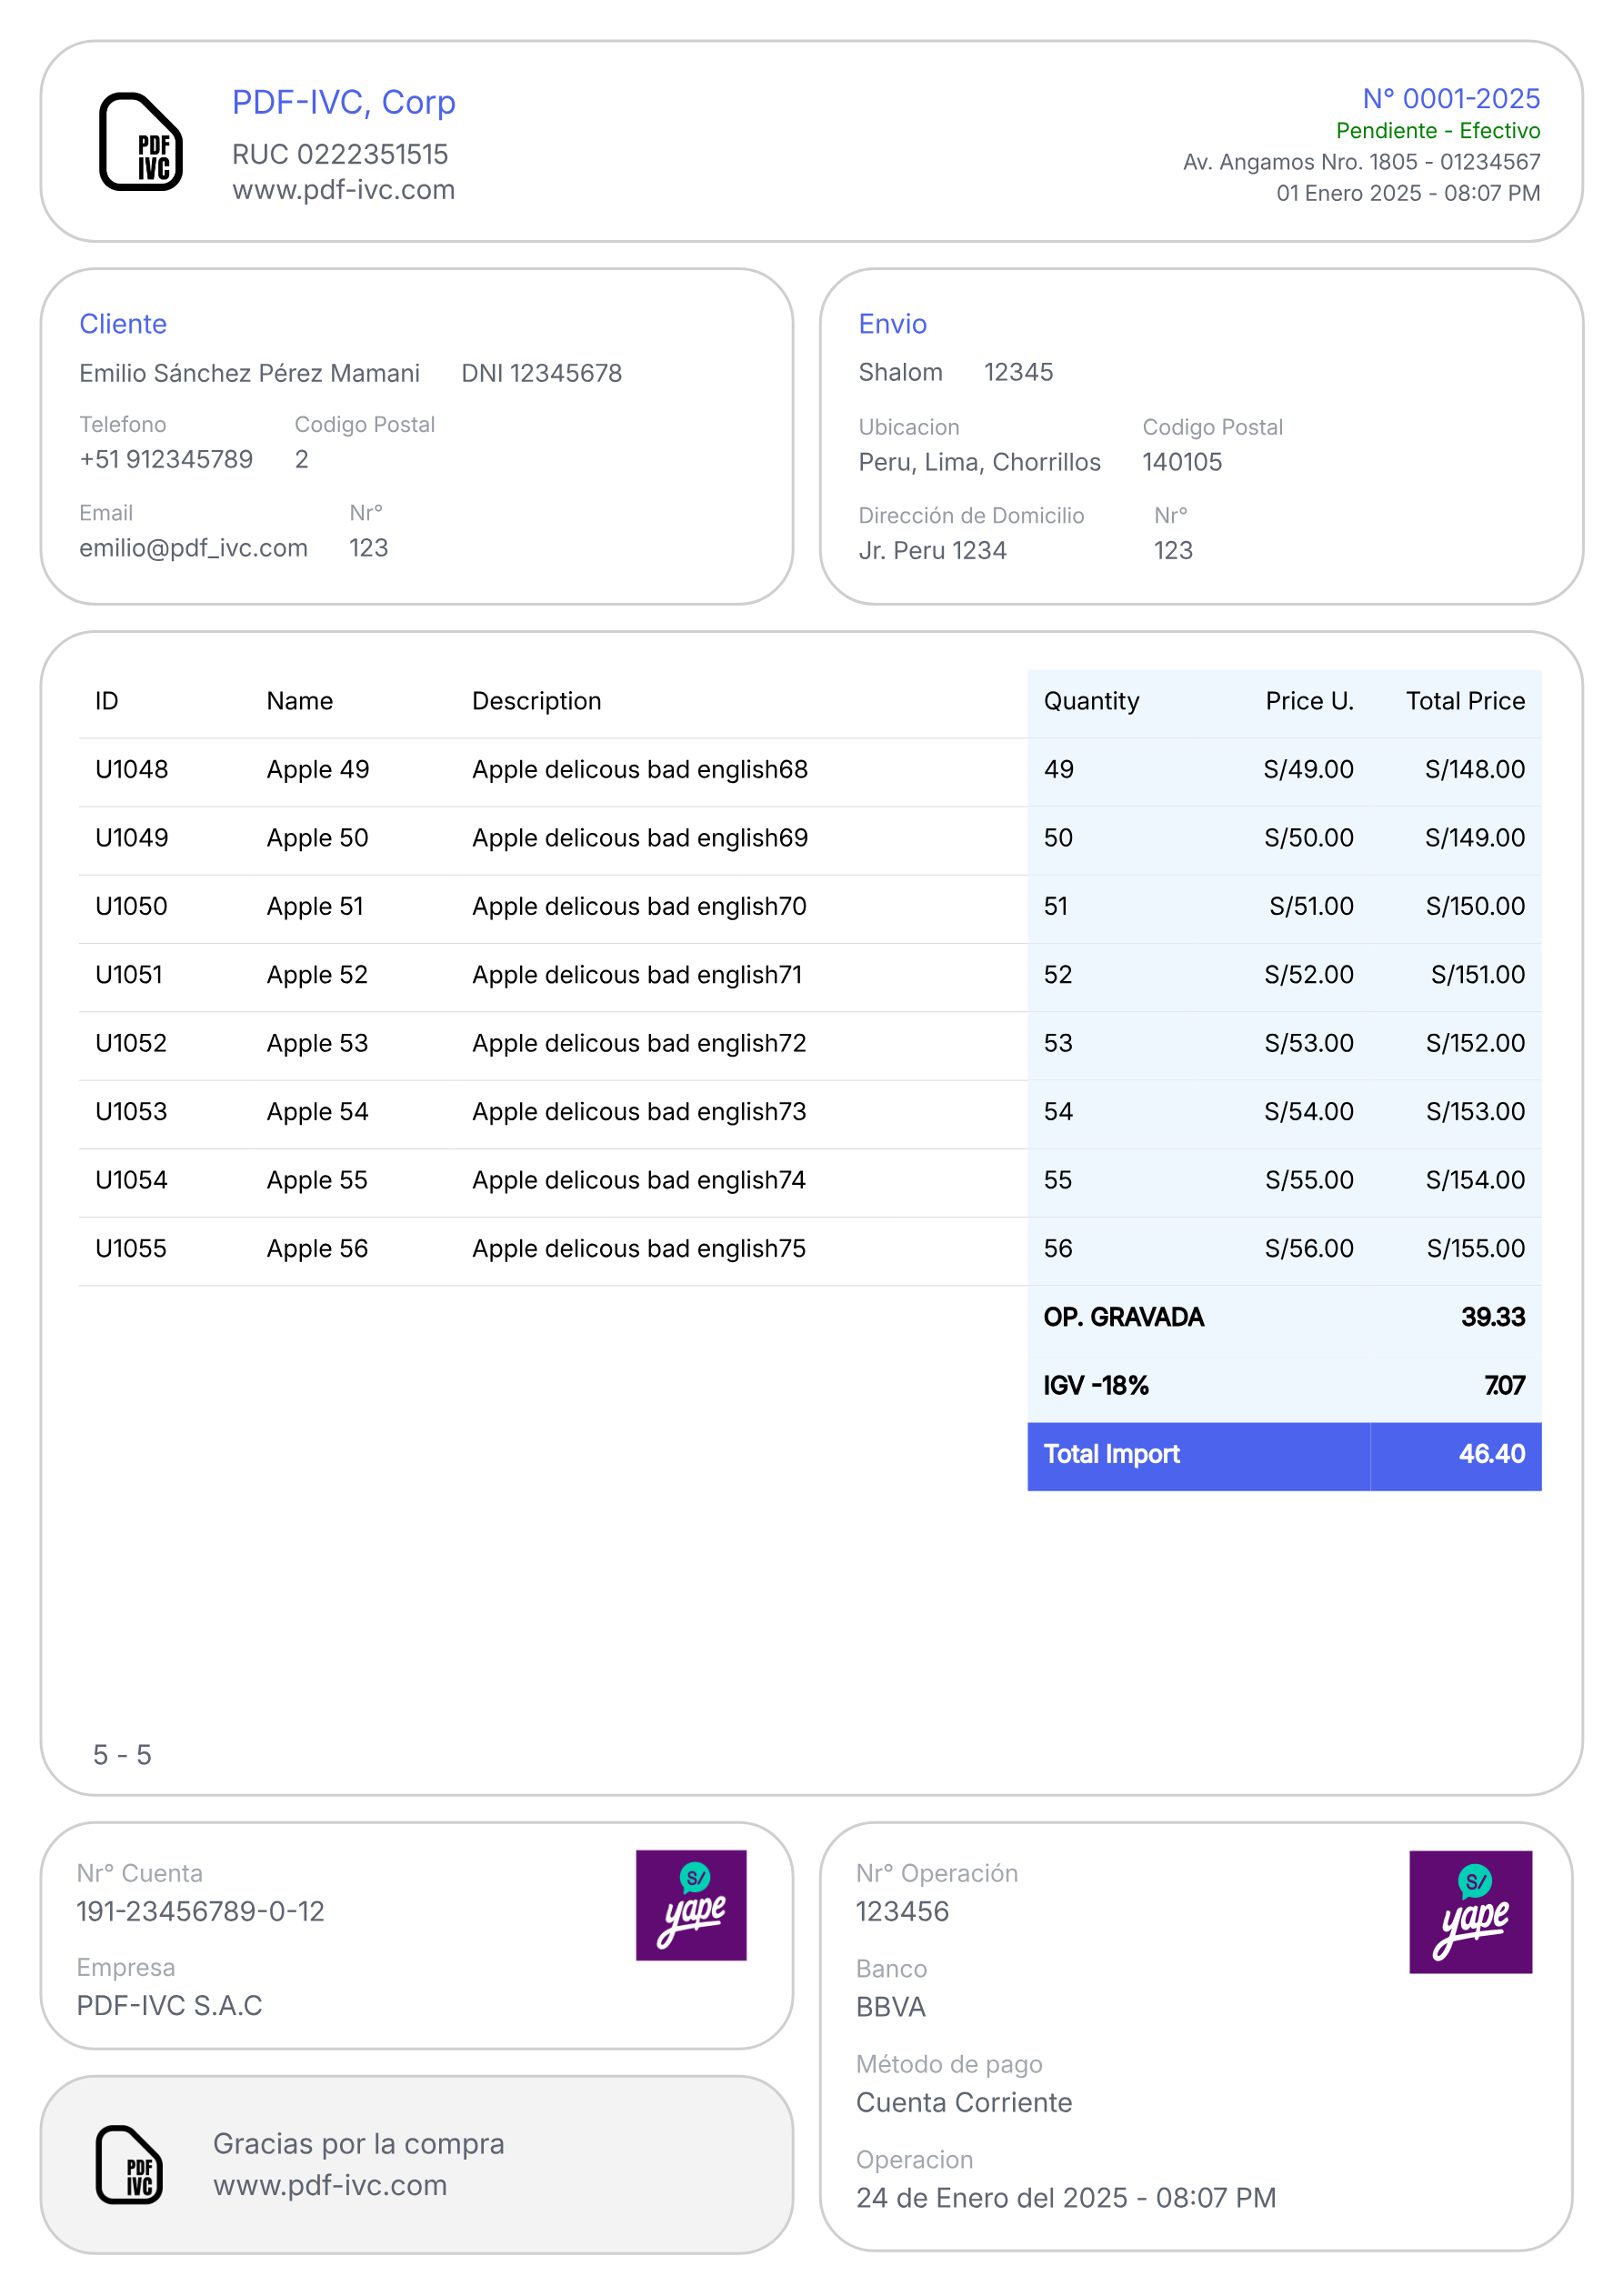 PDF
IVC
PDF-IVC, Corp
RUC 0222351515
www.pdf-ivc.com
N° 0001-2025
Pendiente - Efectivo
Av. Angamos Nro. 1805 - 01234567
01 Enero 2025 - 08:07 PM
Cliente
Emilio Sánchez Pérez Mamani DNI 12345678
Telefono Codigo Postal
+51 912345789 2
Email Nr°
emilio@pdf_ivc.com 123
Envio
Shalom 12345
Ubicacion Codigo Postal
Peru, Lima, Chorrillos 140105
Dirección de Domicilio Nr°
Jr. Peru 1234 123
ID Name Description Quantity Price U. Total Price
U1048 Apple 49 Apple delicous bad english68 49 S/49.00 S/148.00
U1049 Apple 50 Apple delicous bad english69 50 S/50.00 S/149.00
U1050 Apple 51 Apple delicous bad english70 51 S/51.00 S/150.00
U1051 Apple 52 Apple delicous bad english71 52 S/52.00 S/151.00
U1052 Apple 53 Apple delicous bad english72 53 S/53.00 S/152.00
U1053 Apple 54 Apple delicous bad english73 54 S/54.00 S/153.00
U1054 Apple 55 Apple delicous bad english74 55 S/55.00 S/154.00
U1055 Apple 56 Apple delicous bad english75 56 S/56.00 S/155.00
OP. GRAVADA 39.33
IGV -18% 7.07
Total Import 46.40
5 - 5
Nr° Cuenta
191-23456789-0-12
Empresa
PDF-IVC S.A.C
S/
yape
PDF
IVC
Gracias por la compra
www.pdf-ivc.com
Nr° Operación
123456
Banco
BBVA
Método de pago
Cuenta Corriente
Operacion
24 de Enero del 2025 - 08:07 PM
S/
yape